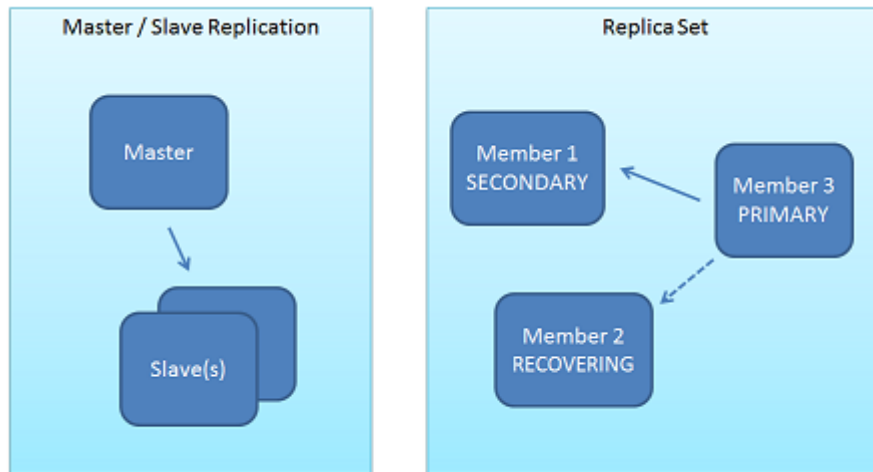 Master / Slave Replication
Master
Slave(s)
Replica Set
Member 1
SECONDARY
Member 3
PRIMARY
Member 2
RECOVERING